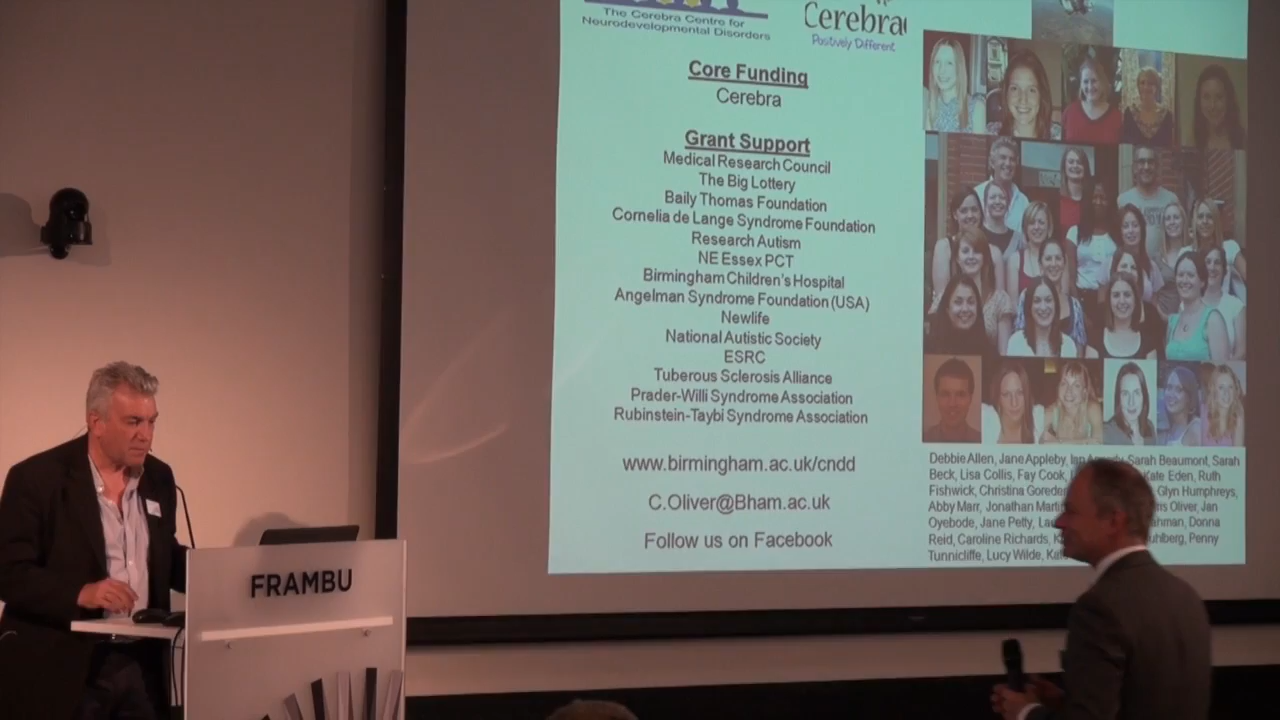 The Cerebra Centre for
Neurodevelopmental Disorders
Cerebra
Positively Different
Core Funding
Cerebra
Grant Support
Medical Research Council
The Big Lottery
Baily Thomas Foundation
Cornelia de Lange Syndrome Foundation
Research Autism
NE Essex PCT
Birmingham Children's Hospital
Angelman Syndrome Foundation (USA)
Newlife
National Autistic Society
ESRC
Tuberous Sclerosis Alliance
Prader-Willi Syndrome Association
Rubinstein-Taybi Syndrome Association
www.birmingham.ac.uk/cndd
C.Oliver@Bham.ac.uk
Follow us on Facebook
Debbie Allen, Jane Appleby, Ian Sarah Beaumont, Sarah
Beck, Lisa Collis, Fay Cook, Kate Eden, Ruth
Fishwick, Christina Glyn Humphreys,
Abby Marr, Jonathan Oliver, Jan
Oyebode, Jane Petty, Donna
Reid, Caroline Richards, Penny
Tunnicliffe, Lucy Wilde,
FRAMBU